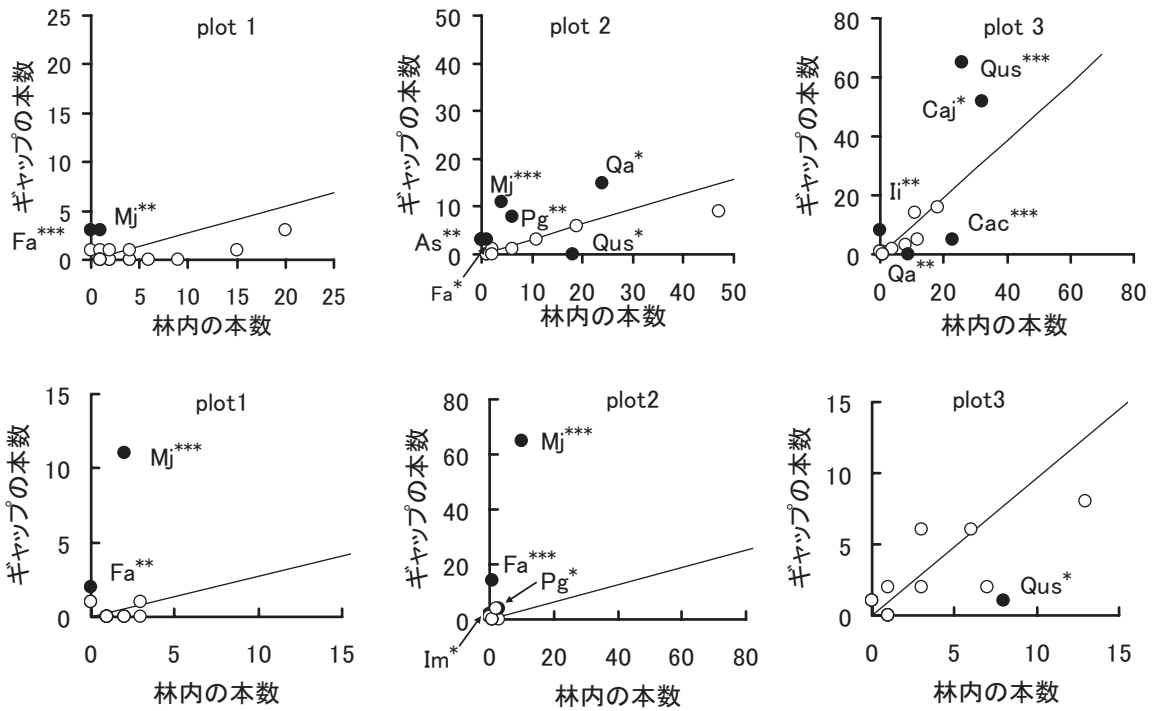 plot 1
ギャップの本数
25
20
15
10
5
0
Mj**
Fa***
0 5 10 15 20 25
林内の本数
plot 2
ギャップの本数
50
40
30
20
10
0
Mj***
Qa*
Pg**
As**
Qus*
Fa*
0 10 20 30 40 50
林内の本数
plot 3
ギャップの本数
80
60
40
20
0
Qus***
Caj*
Ii**
Cac***
Qa**
0 20 40 60 80
林内の本数
plot1
ギャップの本数
15
10
5
0
Mj***
Fa**
0 5 10 15
林内の本数
plot2
ギャップの本数
80
60
40
20
0
Mj***
Fa***
Pg*
Im*
0 20 40 60 80
林内の本数
plot3
ギャップの本数
15
10
5
0
Qus*
0 5 10 15
林内の本数